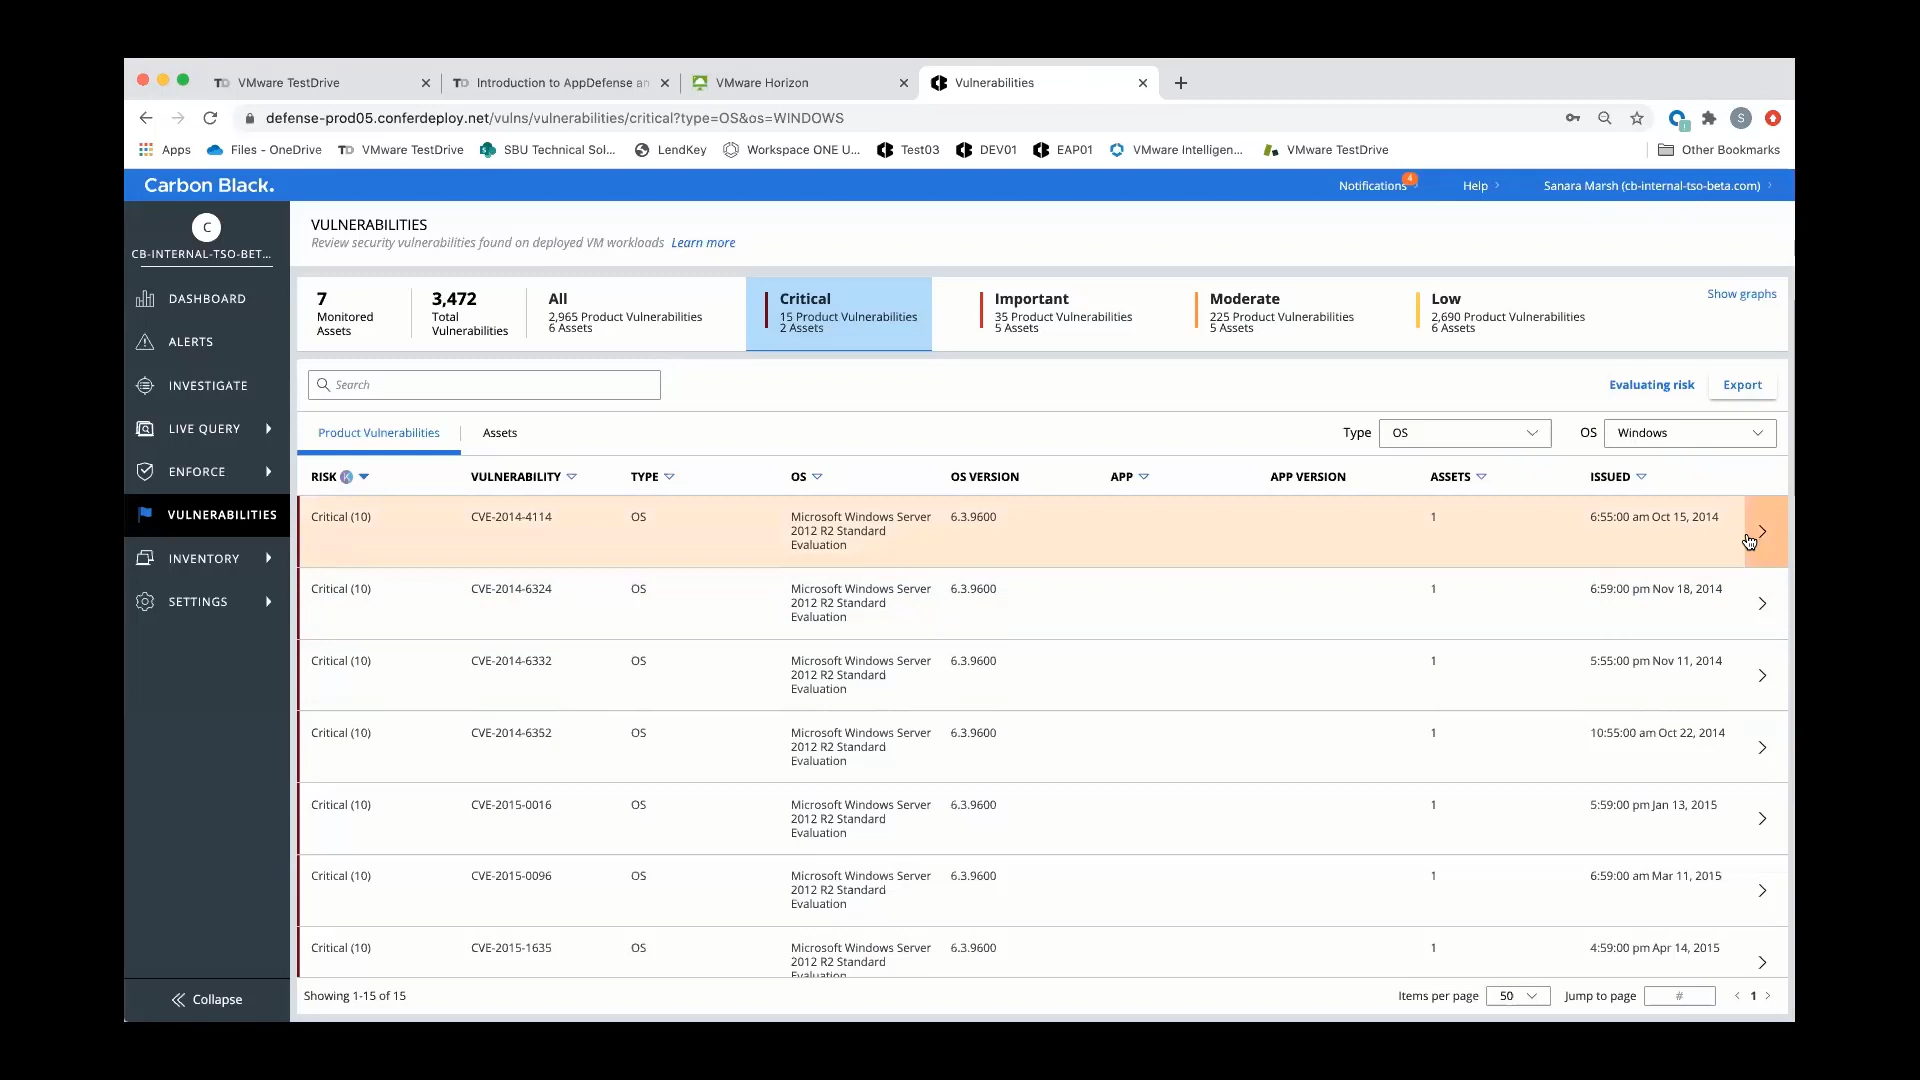 VMware TestDrive
Introduction to AppDefense an
VMware Horizon
Vulnerabilities
defense-prod05.conferdeploy.net/vulns/vulnerabilities/critical?type=OS&os=WINDOWS
S
Apps
Files - OneDrive
VMware TestDrive
SBU Technical Sol...
LendKey
Workspace ONE U...
Test03
DEV01
EAP01
VMware Intelligen...
VMware TestDrive
Other Bookmarks
Carbon Black.
Notifications 4
Help
Sanara Marsh (cb-internal-tso-beta.com)
C
CB-INTERNAL-TSO-BET...
DASHBOARD
ALERTS
INVESTIGATE
LIVE QUERY
ENFORCE
VULNERABILITIES
INVENTORY
SETTINGS
Collapse
VULNERABILITIES
Review security vulnerabilities found on deployed VM workloads Learn more
7
Monitored
Assets
3,472
Total
Vulnerabilities
All
2,965 Product Vulnerabilities
6 Assets
Critical
15 Product Vulnerabilities
2 Assets
Important
35 Product Vulnerabilities
5 Assets
Moderate
225 Product Vulnerabilities
5 Assets
Low
2,690 Product Vulnerabilities
6 Assets
Show graphs
Search
Evaluating risk
Export
Product Vulnerabilities
Assets
Type OS
OS Windows
RISK K VULNERABILITY TYPE OS OS VERSION APP APP VERSION ASSETS ISSUED
Critical (10) CVE-2014-4114 OS Microsoft Windows Server 6.3.9600 1 6:55:00 am Oct 15, 2014
2012 R2 Standard
Evaluation
Critical (10) CVE-2014-6324 OS Microsoft Windows Server 6.3.9600 1 6:59:00 pm Nov 18, 2014
2012 R2 Standard
Evaluation
Critical (10) CVE-2014-6332 OS Microsoft Windows Server 6.3.9600 1 5:55:00 pm Nov 11, 2014
2012 R2 Standard
Evaluation
Critical (10) CVE-2014-6352 OS Microsoft Windows Server 6.3.9600 1 10:55:00 am Oct 22, 2014
2012 R2 Standard
Evaluation
Critical (10) CVE-2015-0016 OS Microsoft Windows Server 6.3.9600 1 5:59:00 pm Jan 13, 2015
2012 R2 Standard
Evaluation
Critical (10) CVE-2015-0096 OS Microsoft Windows Server 6.3.9600 1 6:59:00 am Mar 11, 2015
2012 R2 Standard
Evaluation
Critical (10) CVE-2015-1635 OS Microsoft Windows Server 6.3.9600 1 4:59:00 pm Apr 14, 2015
2012 R2 Standard
Evaluation
Showing 1-15 of 15
Items per page 50
Jump to page #
1